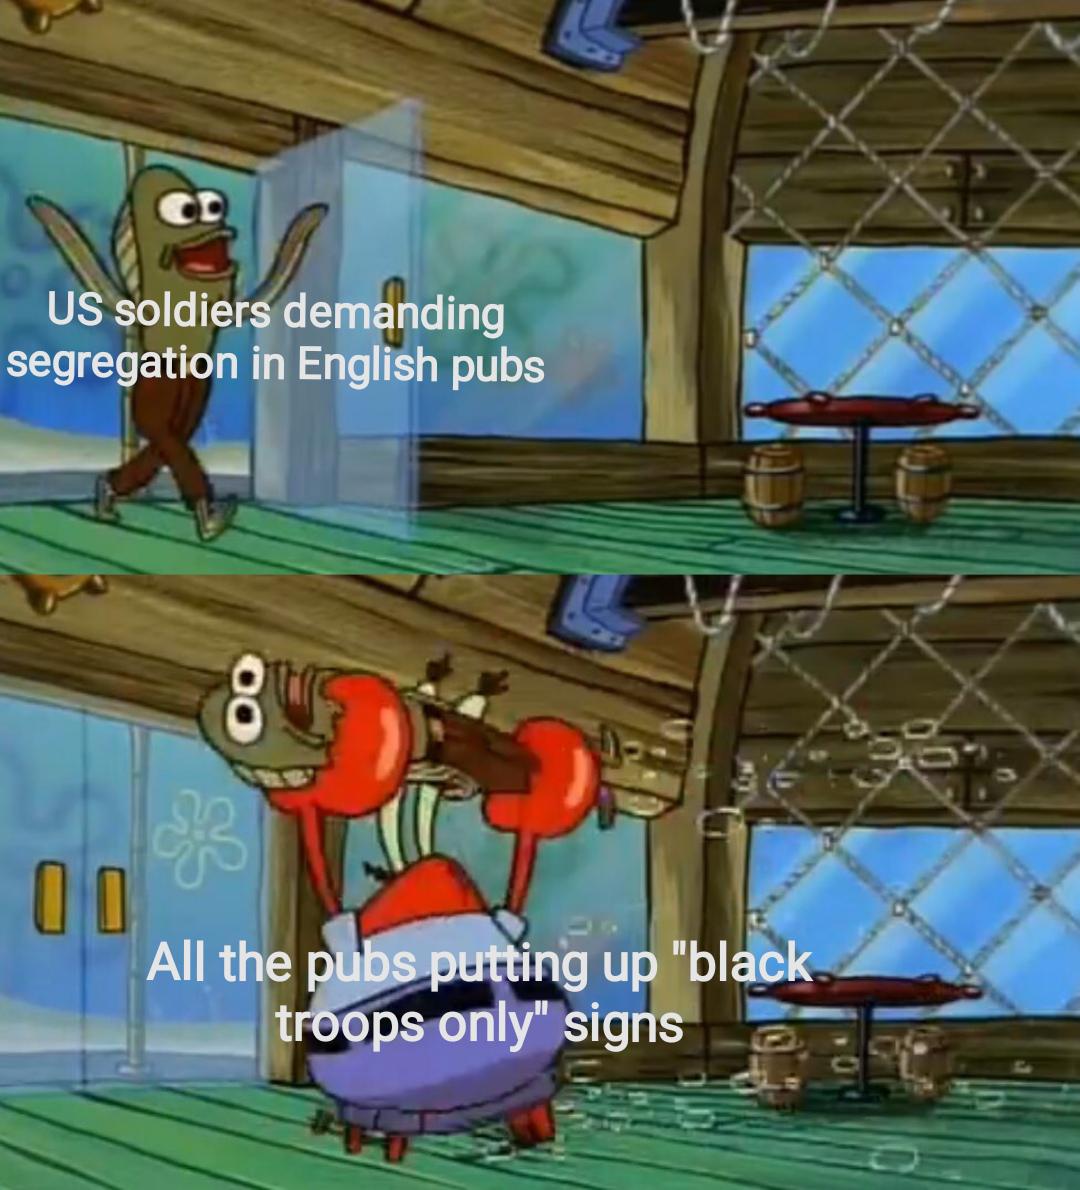 US soldiers demanding
segregation in English pubs
All the pubs putting up "black
troops only" signs